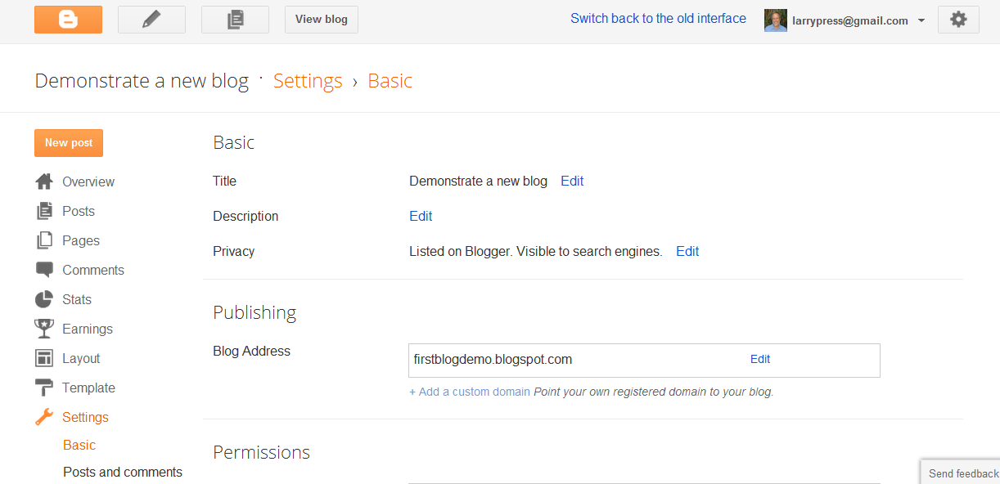 View blog
Switch back to the old interface
larrypress@gmail.com
Demonstrate a new blog · Settings › Basic
New post
Overview
Posts
Pages
Comments
Stats
Earnings
Layout
Template
Settings
Basic
Posts and comments
Basic
Title Demonstrate a new blog Edit
Description Edit
Privacy Listed on Blogger. Visible to search engines. Edit
Publishing
Blog Address firstblogdemo.blogspot.com Edit
+ Add a custom domain Point your own registered domain to your blog.
Permissions
Send feedback